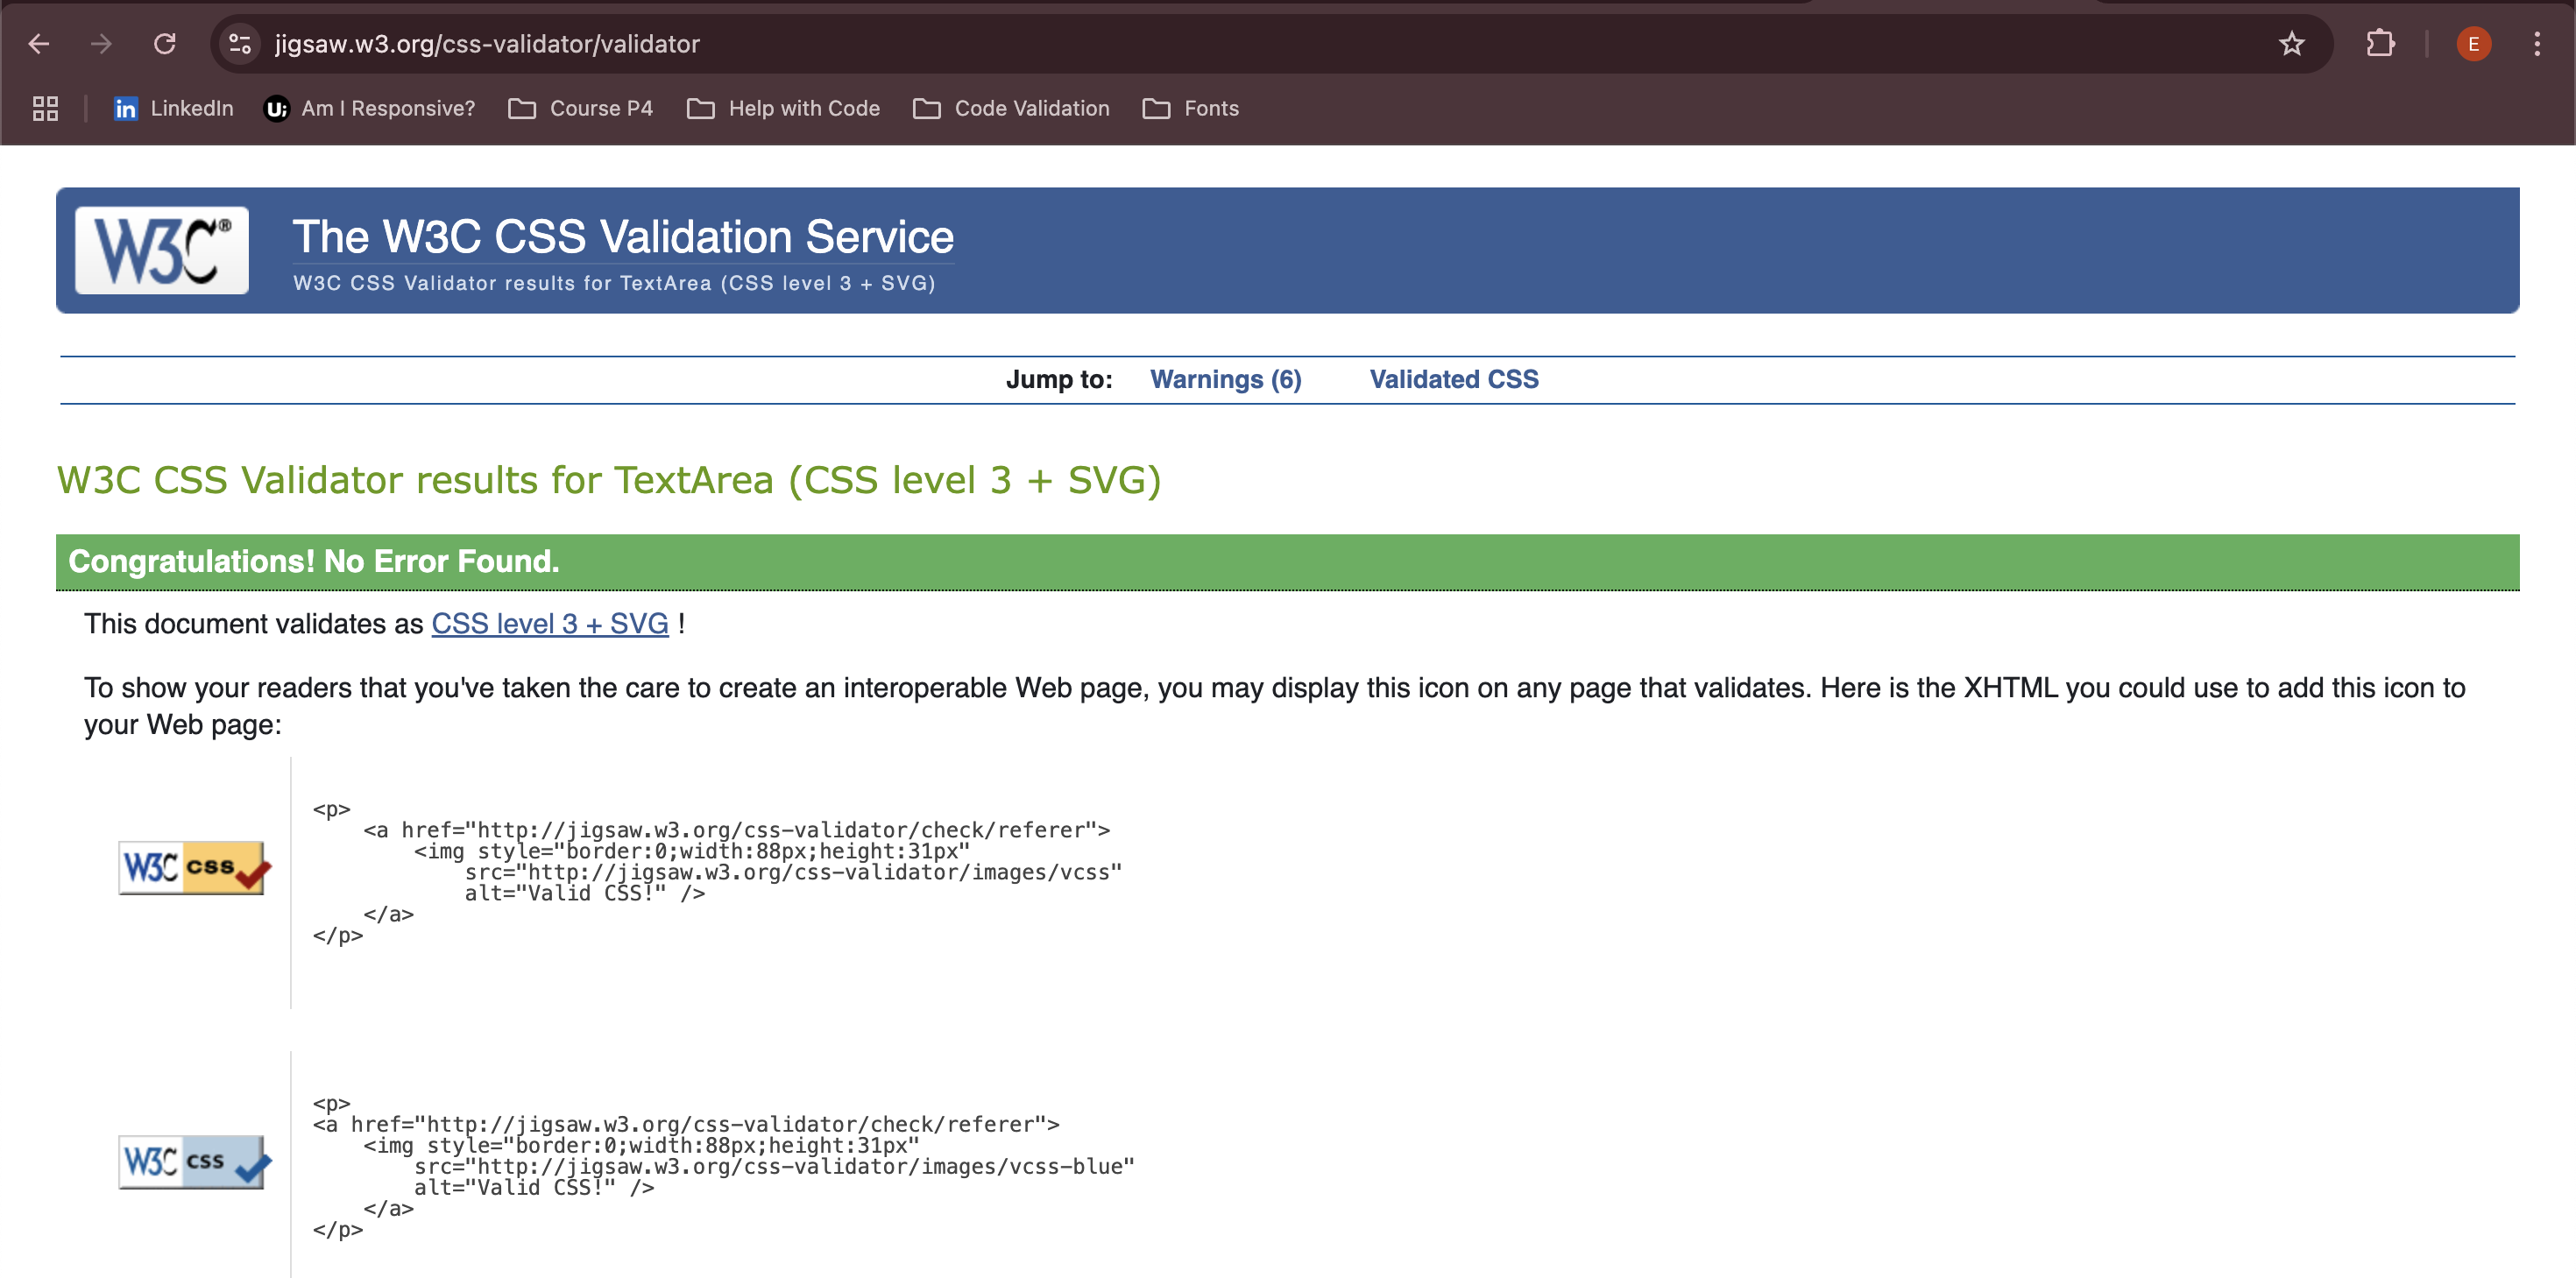 jigsaw.w3.org/css-validator/validator
E
LinkedIn
U; Am I Responsive?
Course P4
Help with Code
Code Validation
Fonts
W3C®
The W3C CSS Validation Service
W3C CSS Validator results for TextArea (CSS level 3 + SVG)
Jump to: Warnings (6) Validated CSS
W3C CSS Validator results for TextArea (CSS level 3 + SVG)
Congratulations! No Error Found.
This document validates as CSS level 3 + SVG !
To show your readers that you've taken the care to create an interoperable Web page, you may display this icon on any page that validates. Here is the XHTML you could use to add this icon to
your Web page:
W3C css
<p>
<a href="http://jigsaw.w3.org/css-validator/check/referer">
<img style="border:0;width:88px;height:31px"
src="http://jigsaw.w3.org/css-validator/images/vcss"
alt="Valid CSS!" />
</a>
</p>
W3C css
<p>
<a href="http://jigsaw.w3.org/css-validator/check/referer">
<img style="border:0;width:88px;height:31px"
src="http://jigsaw.w3.org/css-validator/images/vcss-blue"
alt="Valid CSS!" />
</a>
</p>